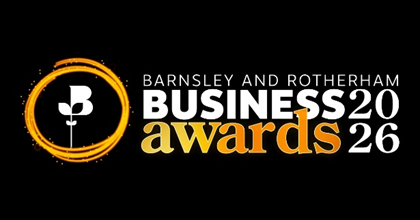 B
BARNSLEY AND ROTHERHAM
BUSINESS 20
awards 26